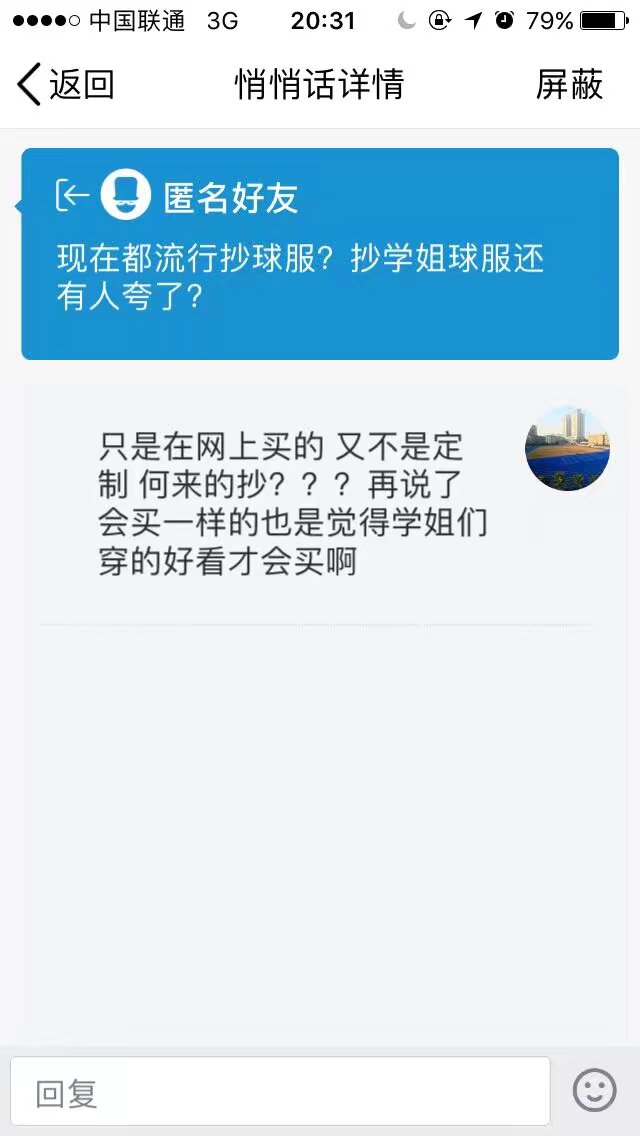 中国联通 3G 20:31 79%
返回 悄悄话详情 屏蔽
匿名好友
现在都流行抄球服？抄学姐球服还
有人夸了？
只是在网上买的 又不是定
制 何来的抄？？？再说了
会买一样的也是觉得学姐们
穿的好看才会买啊
回复